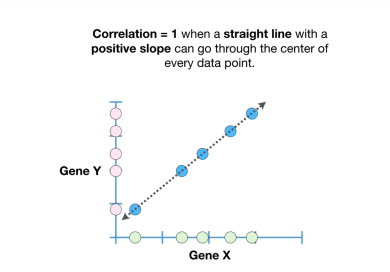 Correlation = 1 when a straight line with a
positive slope can go through the center of
every data point.
Gene Y
Gene X